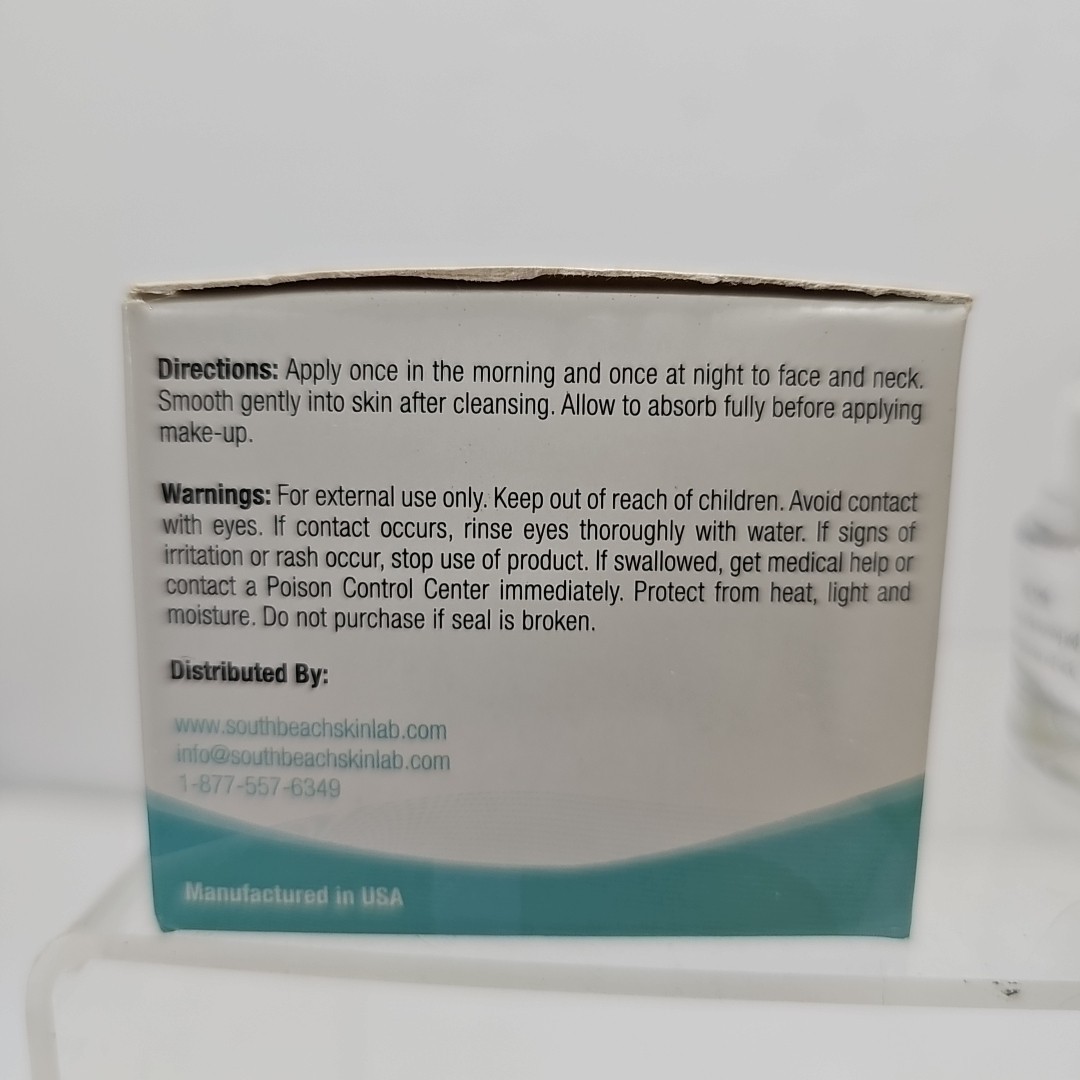 Directions: Apply once in the morning and once at night to face and neck.
Smooth gently into skin after cleansing. Allow to absorb fully before applying
make-up.
Warnings: For external use only. Keep out of reach of children. Avoid contact
with eyes. If contact occurs, rinse eyes thoroughly with water. If signs of
irritation or rash occur, stop use of product. If swallowed, get medical help or
contact a Poison Control Center immediately. Protect from heat, light and
moisture. Do not purchase if seal is broken.
Distributed By:
www.southbeachskinlab.com
info@southbeachskinlab.com
1-877-557-6349
Manufactured in USA